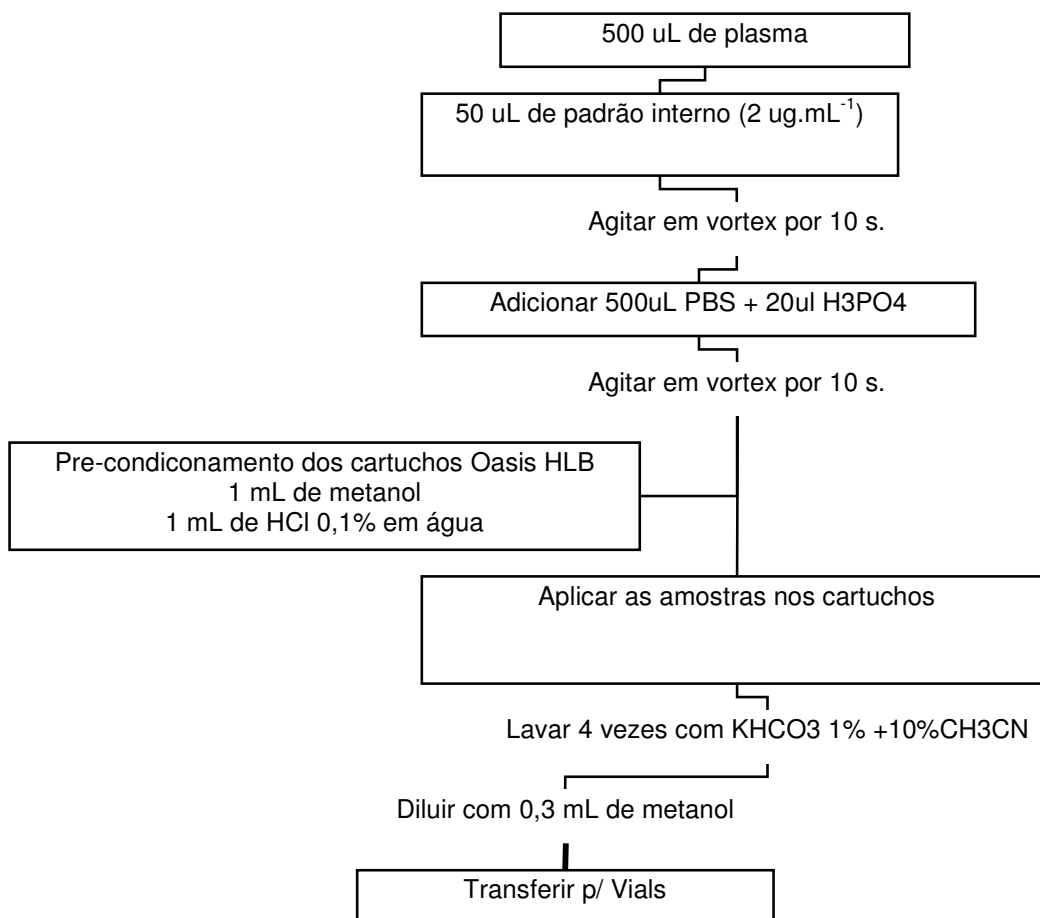 500 uL de plasma
50 uL de padrão interno (2 ug.mL⁻¹)
Agitar em vortex por 10 s.
Adicionar 500uL PBS + 20ul H3PO4
Agitar em vortex por 10 s.
Pre-condiconamento dos cartuchos Oasis HLB
1 mL de metanol
1 mL de HCl 0,1% em água
Aplicar as amostras nos cartuchos
Lavar 4 vezes com KHCO3 1% +10%CH3CN
Diluir com 0,3 mL de metanol
Transferir p/ Vials